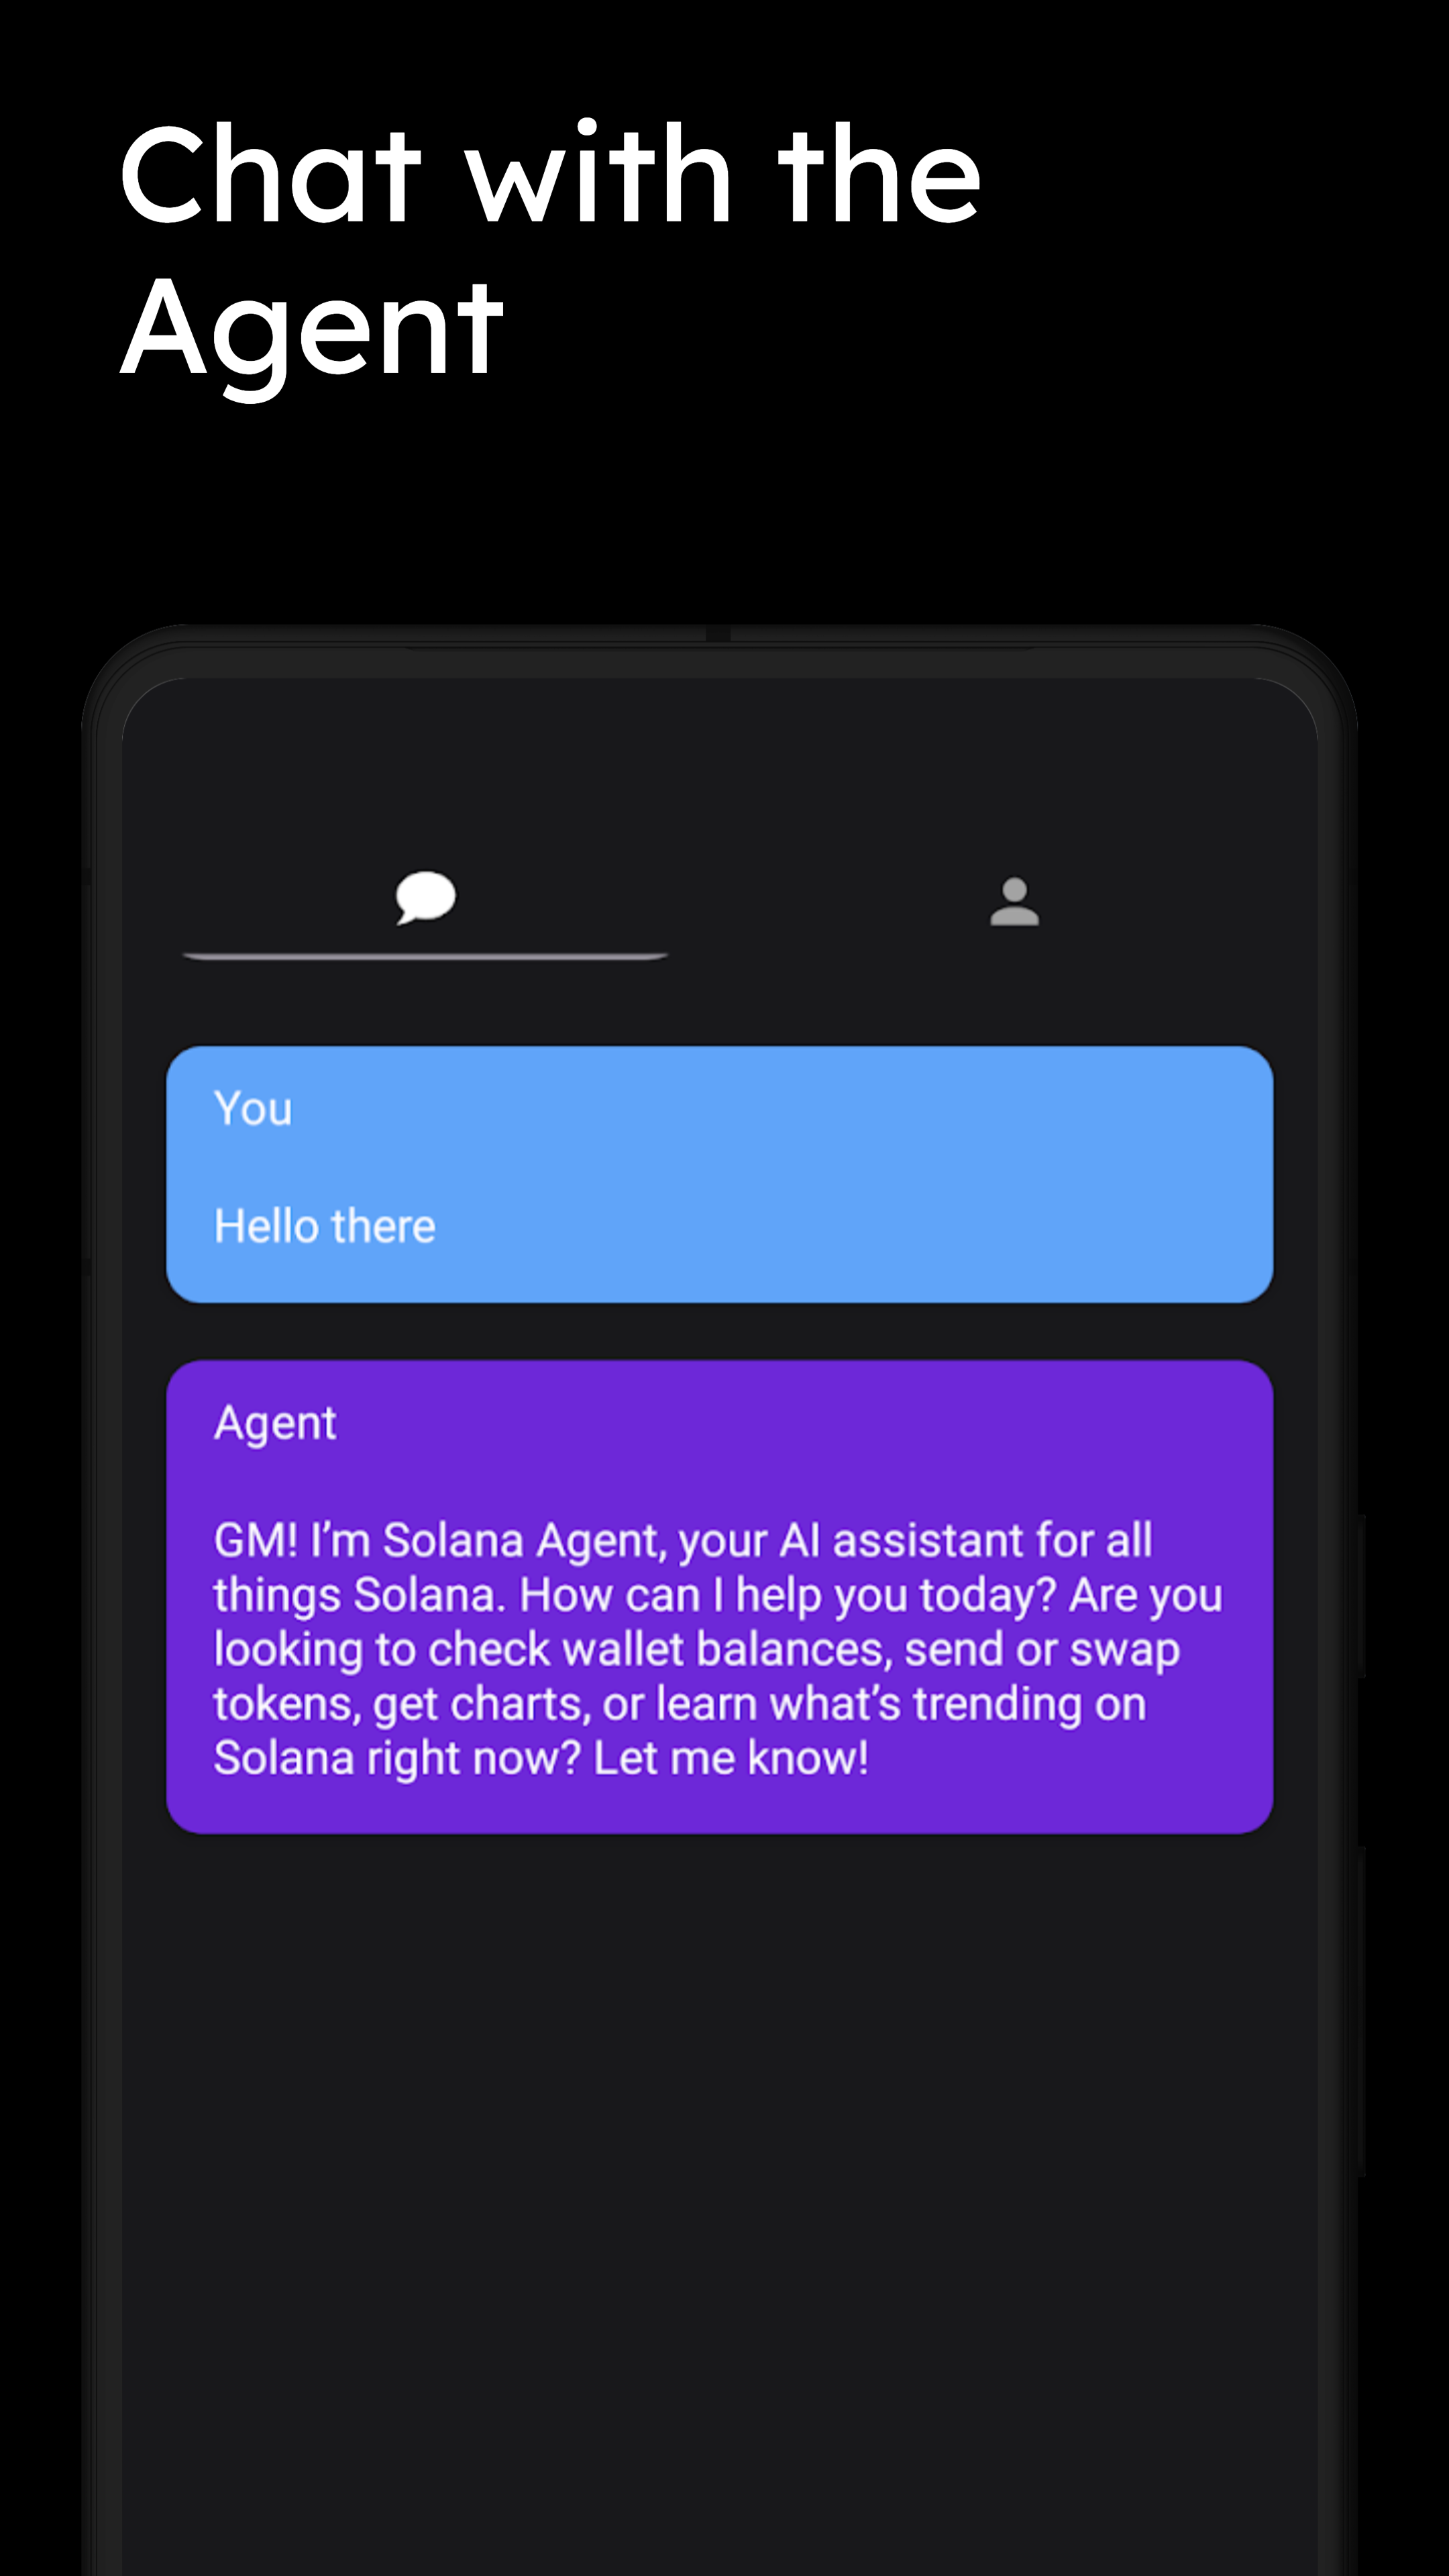 Chat with the
Agent
You
Hello there
Agent
GM! I’m Solana Agent, your AI assistant for all
things Solana. How can I help you today? Are you
looking to check wallet balances, send or swap
tokens, get charts, or learn what’s trending on
Solana right now? Let me know!